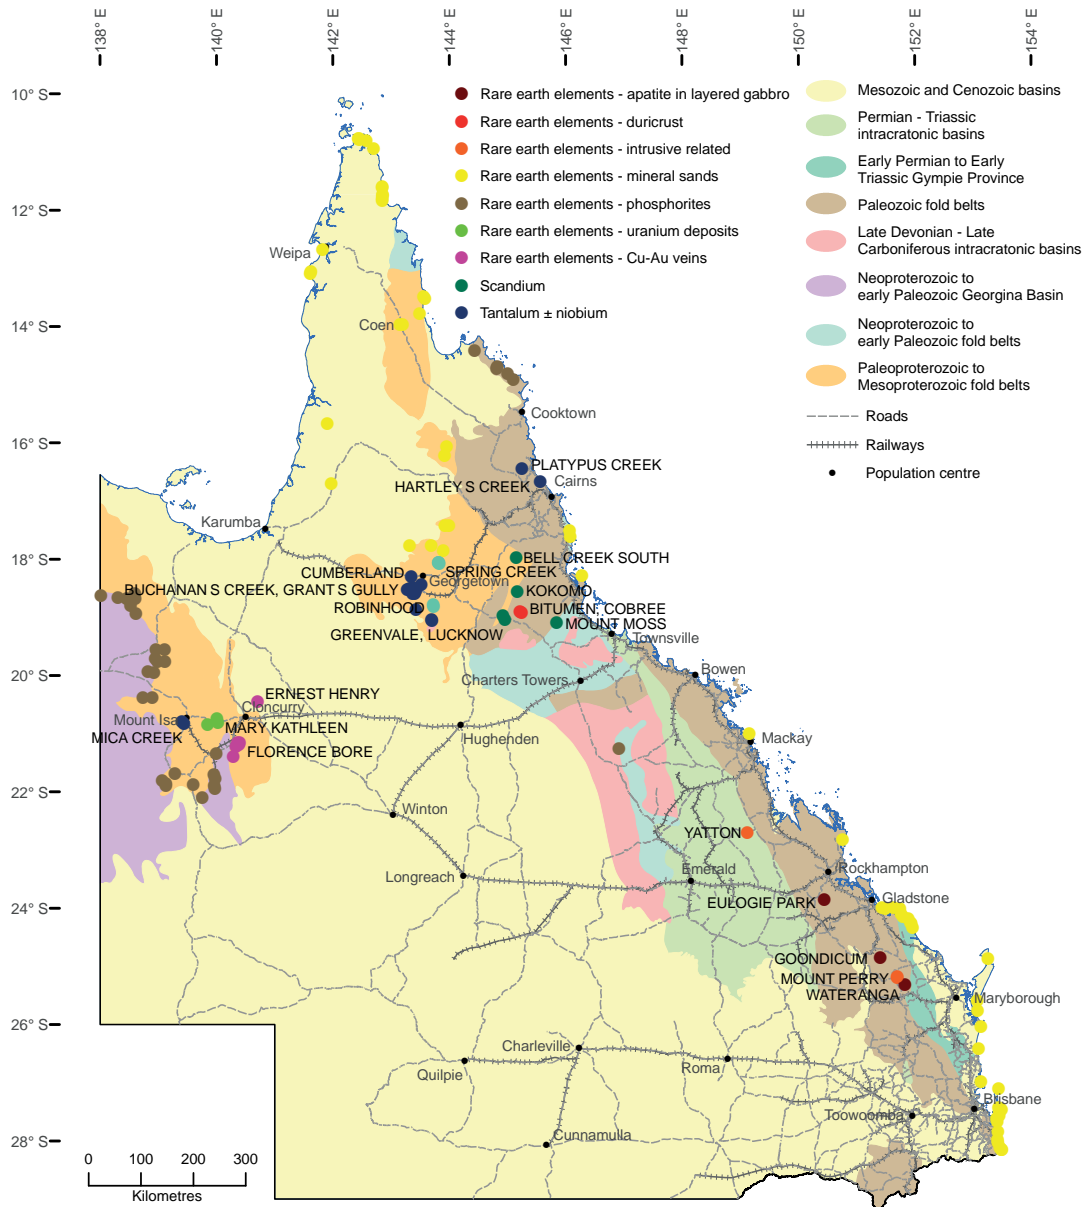 138° E
140° E
142° E
144° E
146° E
148° E
150° E
152° E
154° E
10° S
12° S
14° S
16° S
18° S
20° S
22° S
24° S
26° S
28° S
Rare earth elements - apatite in layered gabbro
Rare earth elements - duricrust
Rare earth elements - intrusive related
Rare earth elements - mineral sands
Rare earth elements - phosphorites
Rare earth elements - uranium deposits
Rare earth elements - Cu-Au veins
Scandium
Tantalum ± niobium
Mesozoic and Cenozoic basins
Permian - Triassic
intracratonic basins
Early Permian to Early
Triassic Gympie Province
Paleozoic fold belts
Late Devonian - Late
Carboniferous intracatonic basins
Neoproterozoic to
early Paleozoic Georgina Basin
Neoproterozoic to
early Paleozoic fold belts
Paleoproterozoic to
Mesoproterozoic fold belts
Roads
Railways
Population centre
Weipa
Coen
Cooktown
PLATYPUS CREEK
HARTLEY S CREEK
Cairns
Karumba
BELL CREEK SOUTH
CUMBERLAND
SPRING CREEK
Georgetown
BUCHANAN S CREEK, GRANT S GULLY
KOKOMO
ROBINHOOD
BITUMEN, COBREE
MOUNT MOSS
GREENVALE, LUCKNOW
Townsville
Bowen
Charters Towers
ERNEST HENRY
Cloncurry
Mount Isa
MARY KATHLEEN
MICA CREEK
FLORENCE BORE
Hughenden
Mackay
Winton
YATTON
Longreach
Emerald
Rockhampton
EULOGIE PARK
Gladstone
GOONDICUM
MOUNT PERRY
WATERANGA
Maryborough
Charleville
Quilpie
Roma
Brisbane
Toowoomba
Cunnamulla
0 100 200 300
Kilometres